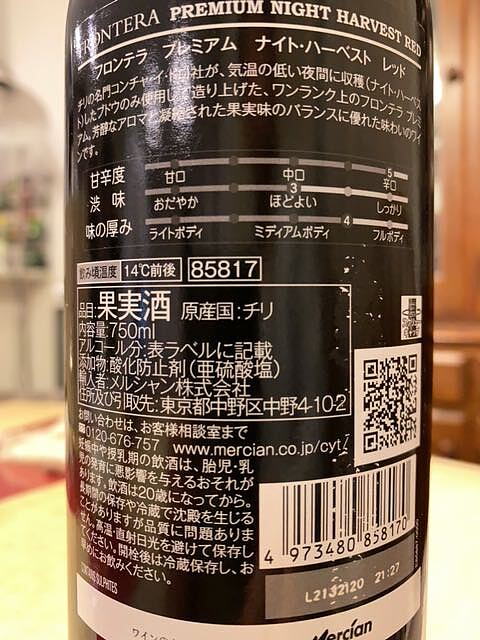 FRONTERA PREMIUM NIGHT HARVEST RED
フロンテラ プレミアム ナイト・ハーベスト レッド
チリの名門コンチャ・イ・トロ社が、気温の低い夜間に収穫(ナイト・ハーベス
ト)したブドウのみ使用して造り上げた、ワンランク上のフロンテラ プレミ
アム。芳醇なアロマと凝縮された果実味のバランスに優れた味わいのワイ
ンです。
甘辛度 甘口 中口 5 辛口
渋味 おだやか 3 ほどよい しっかり
味の厚み ライトボディ ミディアムボディ 4 フルボディ
飲み頃温度 14℃前後 85817
品目:果実酒 原産国:チリ
内容量:750ml
アルコール分:表ラベルに記載
添加物:酸化防止剤(亜硫酸塩)
輸入者:メルシャン株式会社
住所及び引取先:東京都中野区中野4-10-2
お問い合わせは、お客様相談室まで
0120-676-757 www.mercian.co.jp/cyt/
妊娠中や授乳期の飲酒は、胎児・乳
児の発育に悪影響を与えるおそれが
あります。飲酒は20歳になってから。
長期間の保存や冷蔵で沈殿を生じる
ことがありますが品質に問題ありま
せん。高温・直射日光を避けて保存し
てください。開栓後は冷蔵保存し、お
早めにお飲みください。
CONTAINS SULPHITES
4 973480 858170
L2132120 21:27
ワインの
Mercian